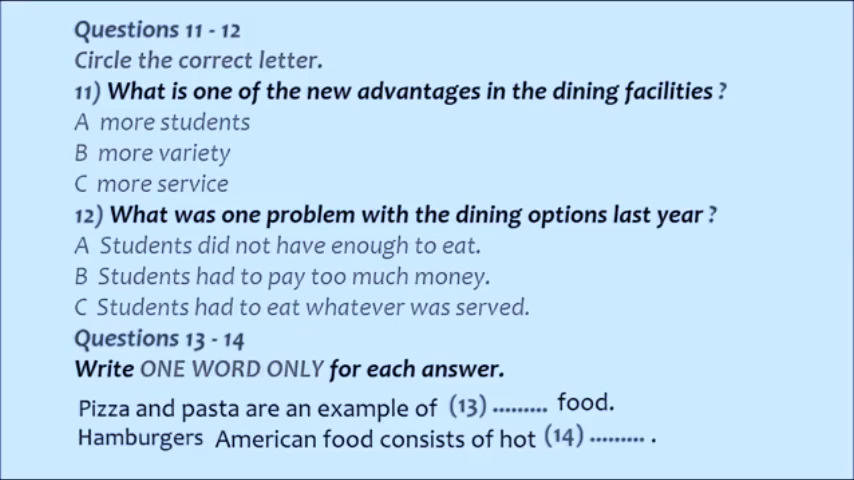 Questions 11 - 12
Circle the correct letter.
11) What is one of the new advantages in the dining facilities ?
A more students
B more variety
C more service
12) What was one problem with the dining options last year ?
A Students did not have enough to eat.
B Students had to pay too much money.
C Students had to eat whatever was served.
Questions 13 - 14
Write ONE WORD ONLY for each answer.
Pizza and pasta are an example of (13) ......... food.
Hamburgers American food consists of hot (14) ......... .